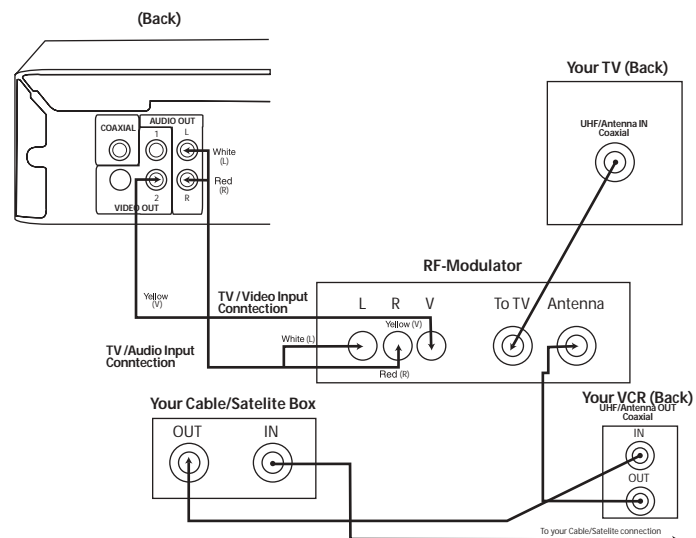 (Back)
Your TV (Back)
UHF/Antenna IN
Coaxial
COAXIAL
AUDIO OUT
1
L
White
(L)
Red
(R)
2
R
VIDEO OUT
RF-Modulator
Yellow
(V)
TV/Video Input
Conntection
L
R
V
To TV
Antenna
Yellow (V)
White (L)
TV/Audio Input
Conntection
Red (R)
Your Cable/Satelite Box
OUT
IN
Your VCR (Back)
UHF/Antenna OUT
Coaxial
IN
OUT
To your Cable/Satelite connection